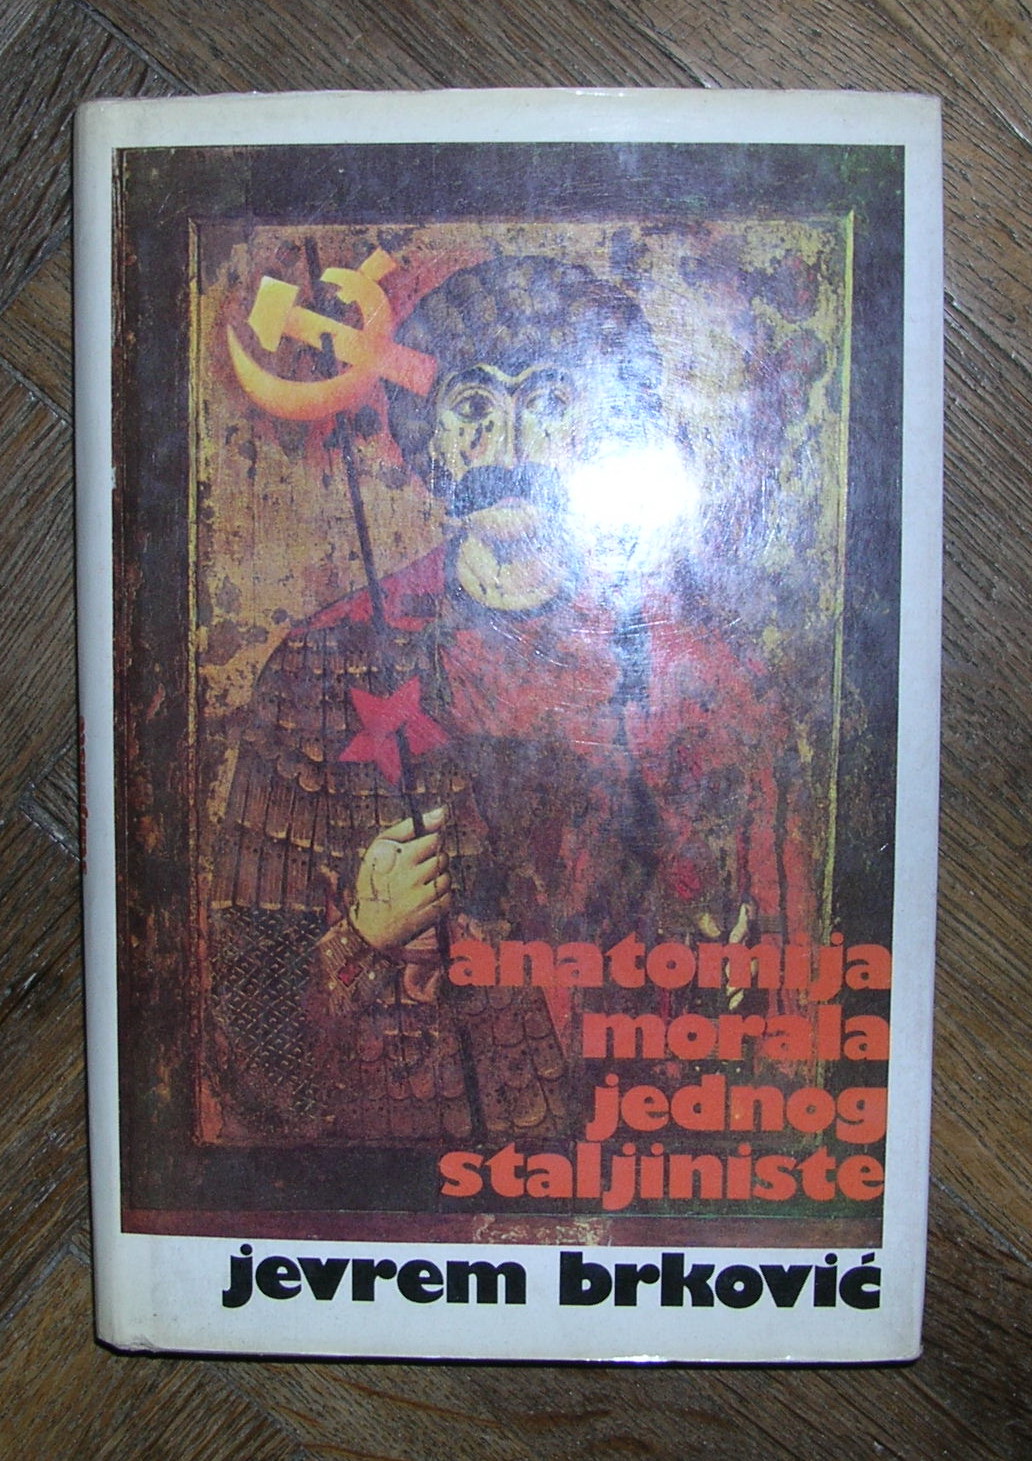 anatomija
morala
jednog
staljiniste
jevrem brković